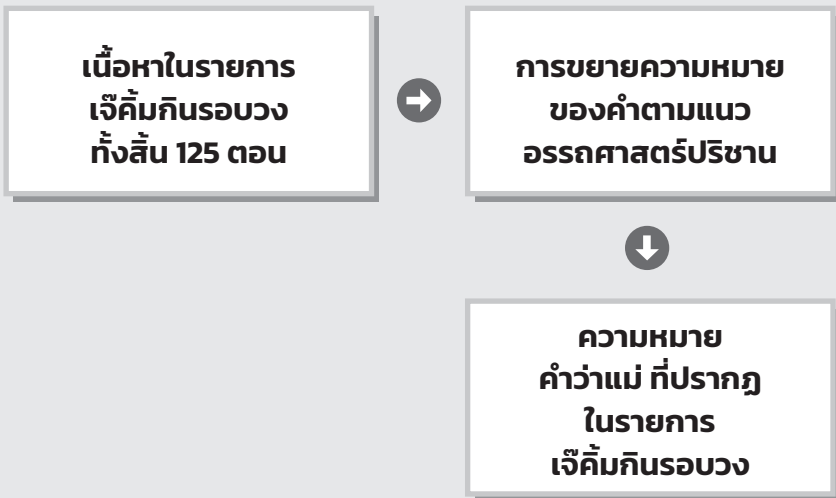 เนื้อหาในรายการ
เจ๊คิ้มกินรอบวง
ทั้งสิ้น 125 ตอน
การขยายความหมาย
ของคำตามแนว
อรรถศาสตร์ปริชาน
ความหมาย
คำว่าแม่ ที่ปรากฏ
ในรายการ
เจ๊คิ้มกินรอบวง